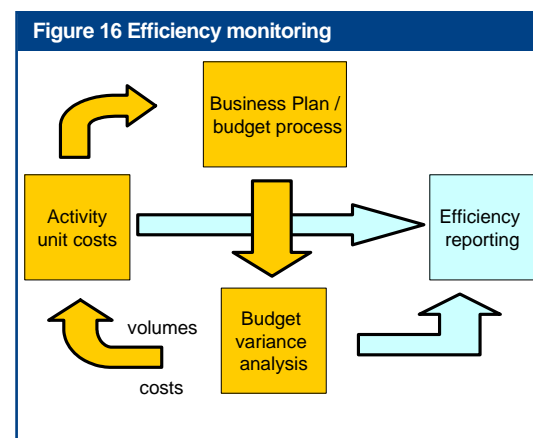 Figure 16 Efficiency monitoring
Business Plan /
budget process
Activity
unit costs
Efficiency
reporting
Budget
variance
analysis
volumes
costs